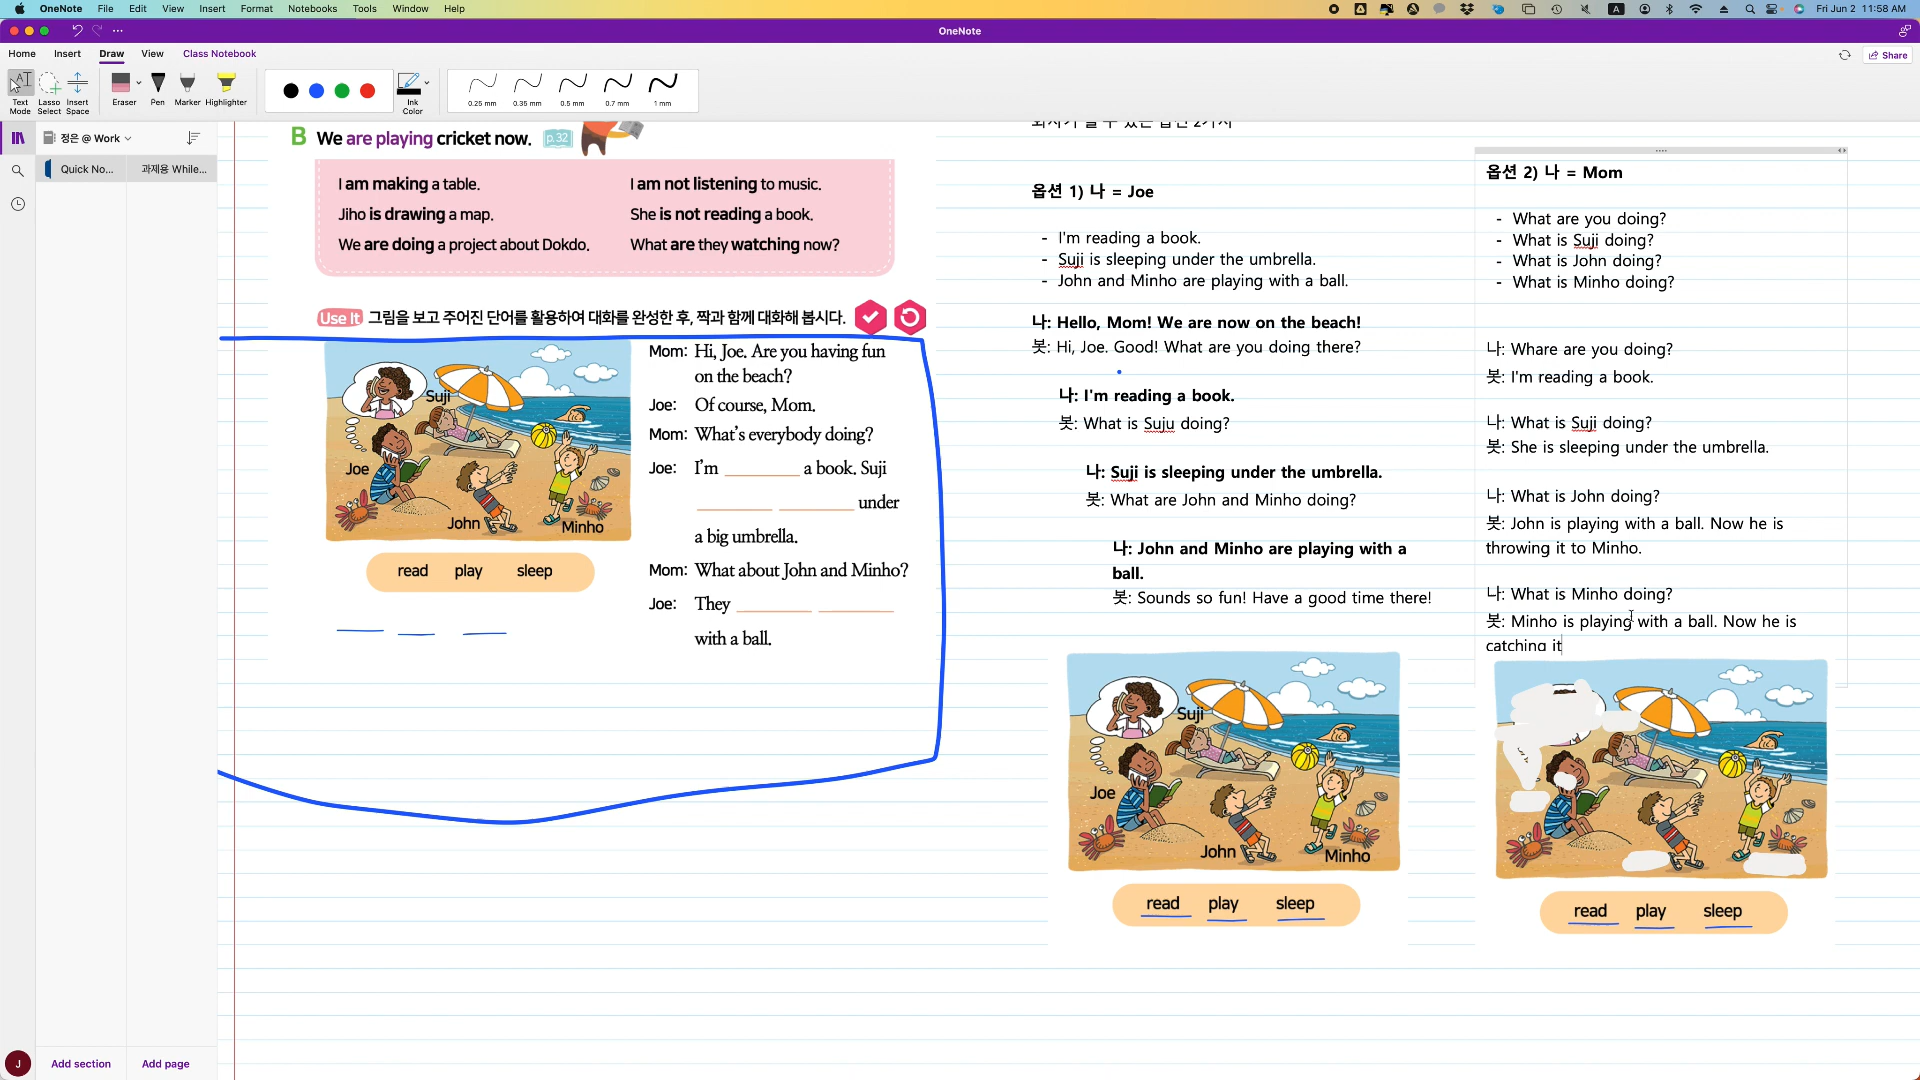 OneNote File Edit View Insert Format Notebooks Tools Window Help
A
Fri Jun 2 11:58 AM
OneNote
Home Insert Draw View Class Notebook
Share
Text Mode
Lasso Select
Insert Space
Eraser Pen Marker Highlighter
Ink Color
0.25 mm 0.35 mm 0.5 mm 0.7 mm 1 mm
정은 @ Work
Quick No...
과제용 While...
B We are playing cricket now. p.32
I am making a table.
Jiho is drawing a map.
We are doing a project about Dokdo.
I am not listening to music.
She is not reading a book.
What are they watching now?
Use It 그림을 보고 주어진 단어를 활용하여 대화를 완성한 후, 짝과 함께 대화해 봅시다.
Suji
Joe
John
Minho
read play sleep
Mom: Hi, Joe. Are you having fun
on the beach?
Joe: Of course, Mom.
Mom: What's everybody doing?
Joe: I'm ________ a book. Suji
________ ________ under
a big umbrella.
Mom: What about John and Minho?
Joe: They ________ ________
with a ball.
옵션 1) 나 = Joe
- I'm reading a book.
- Suji is sleeping under the umbrella.
- John and Minho are playing with a ball.
나: Hello, Mom! We are now on the beach!
봇: Hi, Joe. Good! What are you doing there?
나: I'm reading a book.
봇: What is Suju doing?
나: Suji is sleeping under the umbrella.
봇: What are John and Minho doing?
나: John and Minho are playing with a
ball.
봇: Sounds so fun! Have a good time there!
Suji
Joe
John
Minho
read play sleep
옵션 2) 나 = Mom
- What are you doing?
- What is Suji doing?
- What is John doing?
- What is Minho doing?
나: Whare are you doing?
봇: I'm reading a book.
나: What is Suji doing?
봇: She is sleeping under the umbrella.
나: What is John doing?
봇: John is playing with a ball. Now he is
throwing it to Minho.
나: What is Minho doing?
봇: Minho is playing with a ball. Now he is
catching it
read play sleep
J
Add section
Add page